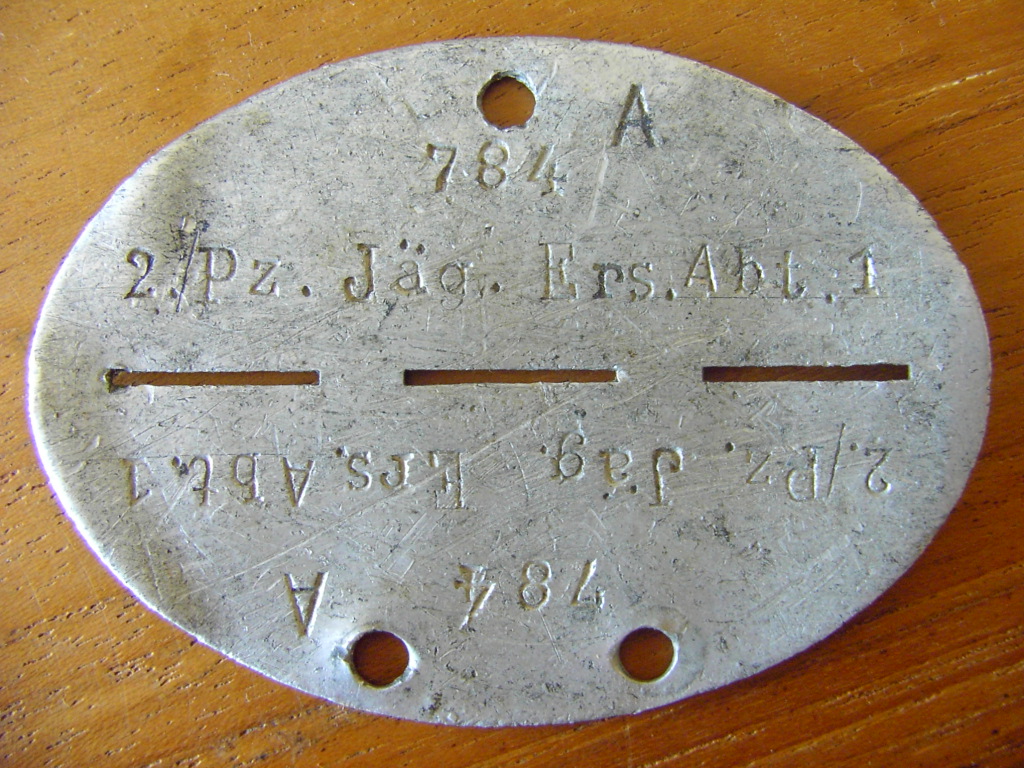 A
784
2./Pz. Jäg. Ers.Abt.1
2./Pz. Jäg. Ers.Abt.1
784 A